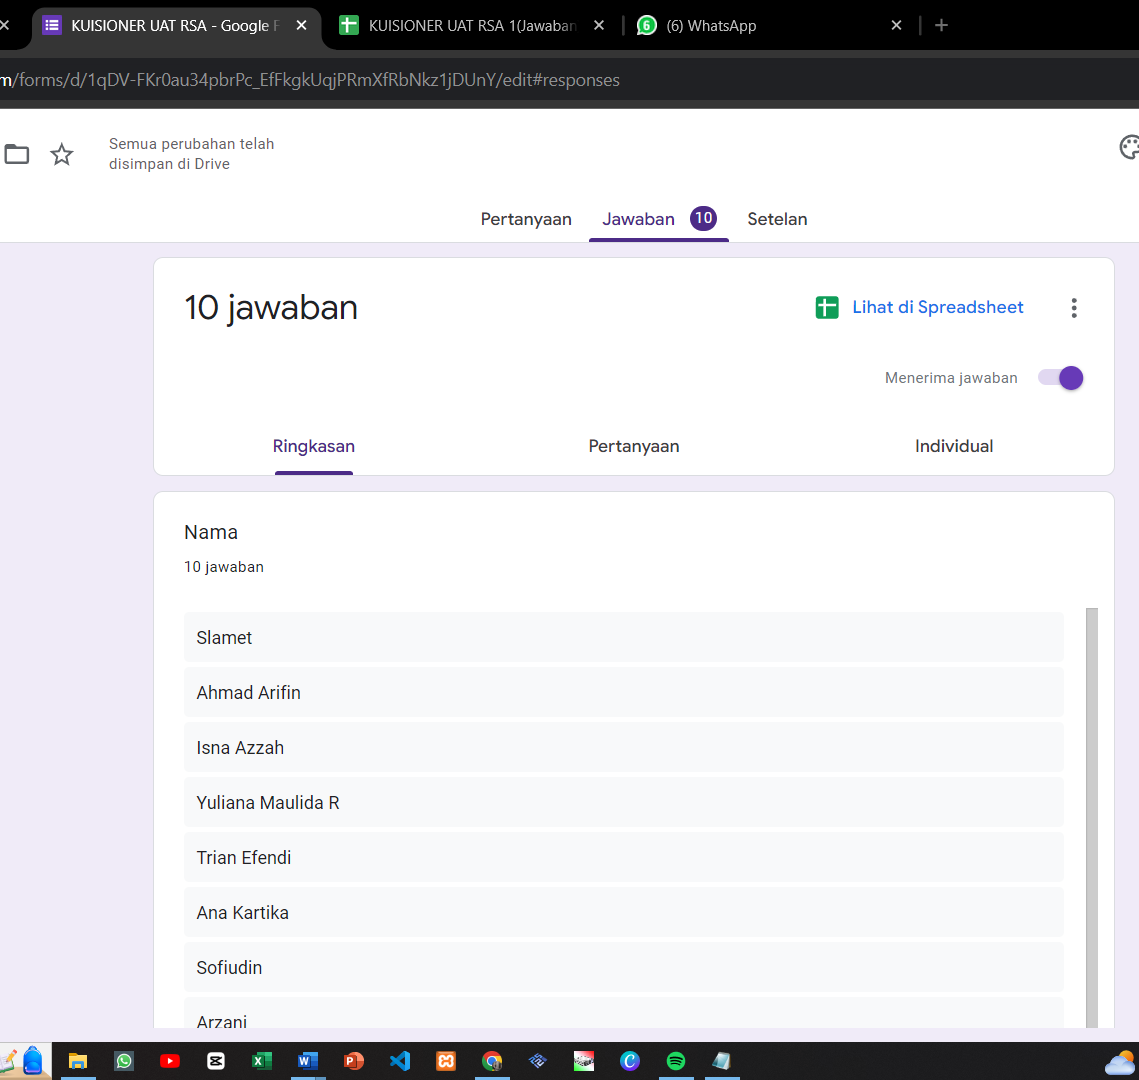 KUISIONER UAT RSA - Google F
KUISIONER UAT RSA 1(Jawaban
6 (6) WhatsApp
m/forms/d/1qDV-FKr0au34pbrPc_EfFkgkUqjPRmXfRbNkz1jDUnY/edit#responses
Semua perubahan telah
disimpan di Drive
Pertanyaan Jawaban 10 Setelan
10 jawaban
Lihat di Spreadsheet
Menerima jawaban
Ringkasan Pertanyaan Individual
Nama
10 jawaban
Slamet
Ahmad Arifin
Isna Azzah
Yuliana Maulida R
Trian Efendi
Ana Kartika
Sofiudin
Arzani